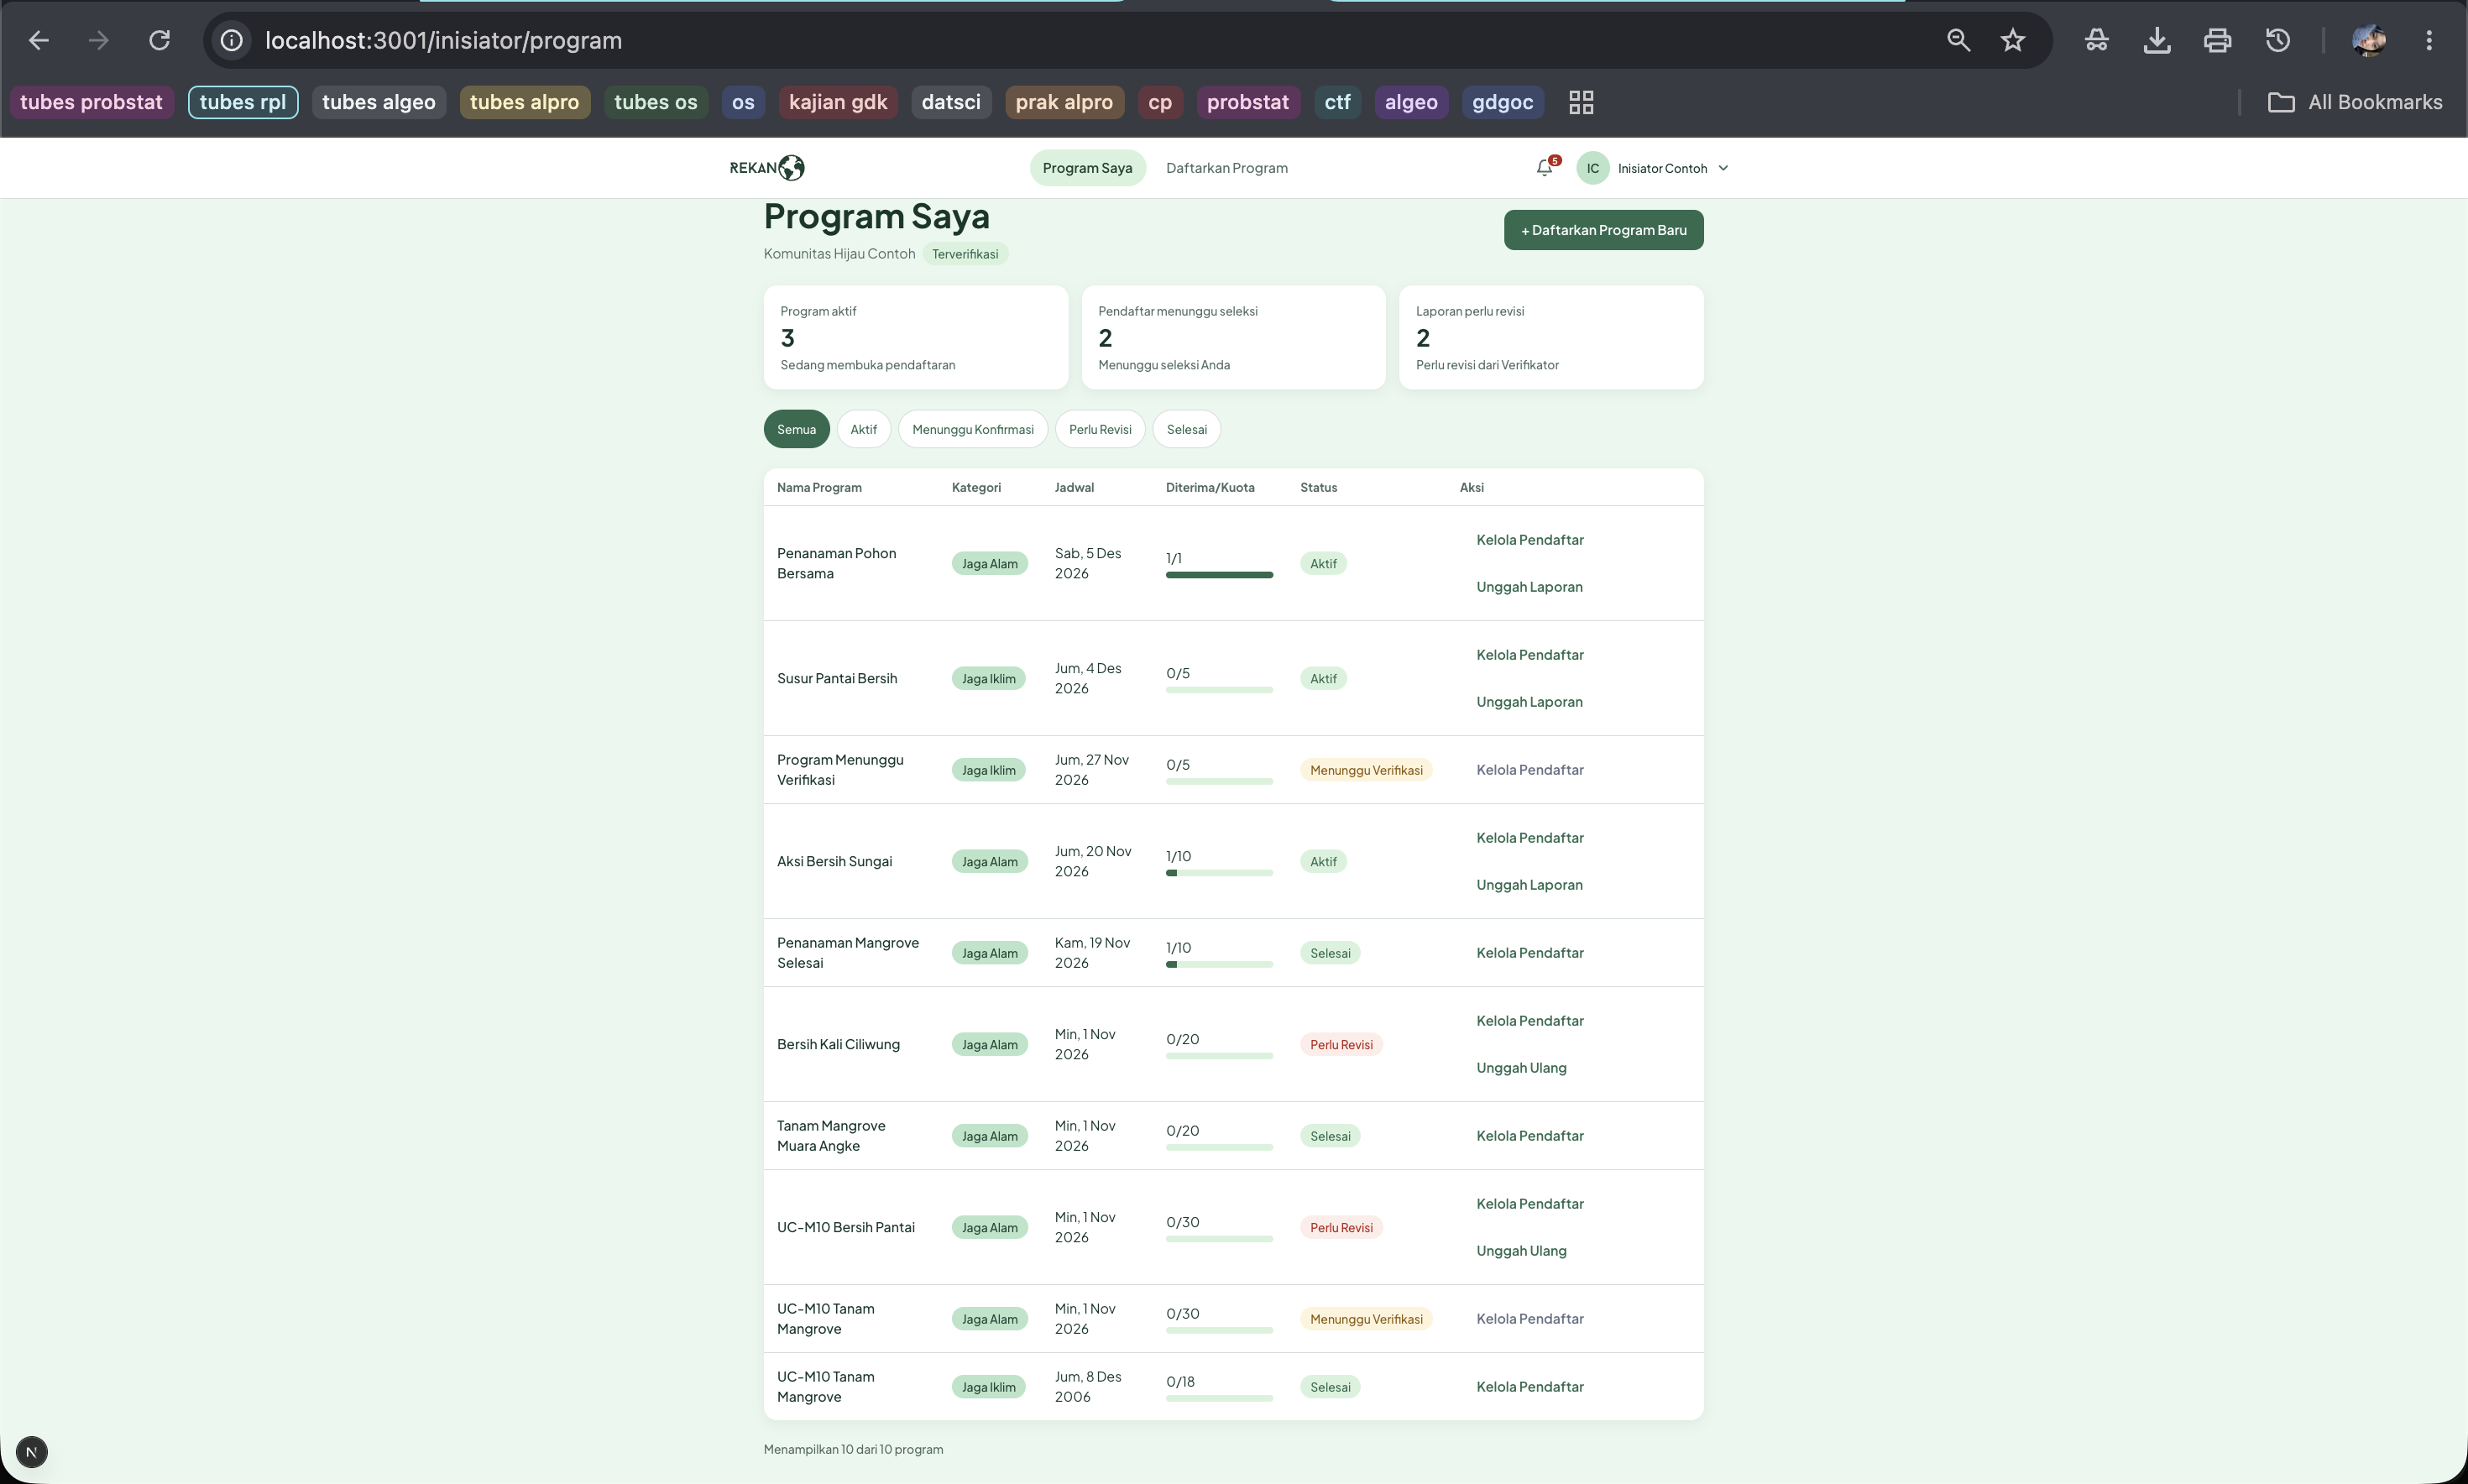 localhost:3001/inisiator/program
tubes probstat
tubes rpl
tubes algeo
tubes alpro
tubes os
os
kajian gdk
datsci
prak alpro
cp
probstat
ctf
algeo
gdgoc
All Bookmarks
REKAN
Program Saya
Daftarkan Program
5
IC
Inisiator Contoh
Program Saya
Komunitas Hijau Contoh
Terverifikasi
+ Daftarkan Program Baru
Program aktif
3
Sedang membuka pendaftaran
Pendaftar menunggu seleksi
2
Menunggu seleksi Anda
Laporan perlu revisi
2
Perlu revisi dari Verifikator
Semua
Aktif
Menunggu Konfirmasi
Perlu Revisi
Selesai
Nama Program
Kategori
Jadwal
Diterima/Kuota
Status
Aksi
Penanaman Pohon
Bersama
Jaga Alam
Sab, 5 Des
2026
1/1
Aktif
Kelola Pendaftar
Unggah Laporan
Susur Pantai Bersih
Jaga Iklim
Jum, 4 Des
2026
0/5
Aktif
Kelola Pendaftar
Unggah Laporan
Program Menunggu
Verifikasi
Jaga Iklim
Jum, 27 Nov
2026
0/5
Menunggu Verifikasi
Kelola Pendaftar
Aksi Bersih Sungai
Jaga Alam
Jum, 20 Nov
2026
1/10
Aktif
Kelola Pendaftar
Unggah Laporan
Penanaman Mangrove
Selesai
Jaga Alam
Kam, 19 Nov
2026
1/10
Selesai
Kelola Pendaftar
Bersih Kali Ciliwung
Jaga Alam
Min, 1 Nov
2026
0/20
Perlu Revisi
Kelola Pendaftar
Unggah Ulang
Tanam Mangrove
Muara Angke
Jaga Alam
Min, 1 Nov
2026
0/20
Selesai
Kelola Pendaftar
UC-M10 Bersih Pantai
Jaga Alam
Min, 1 Nov
2026
0/30
Perlu Revisi
Kelola Pendaftar
Unggah Ulang
UC-M10 Tanam
Mangrove
Jaga Alam
Min, 1 Nov
2026
0/30
Menunggu Verifikasi
Kelola Pendaftar
UC-M10 Tanam
Mangrove
Jaga Iklim
Jum, 8 Des
2006
0/18
Selesai
Kelola Pendaftar
Menampilkan 10 dari 10 program
N